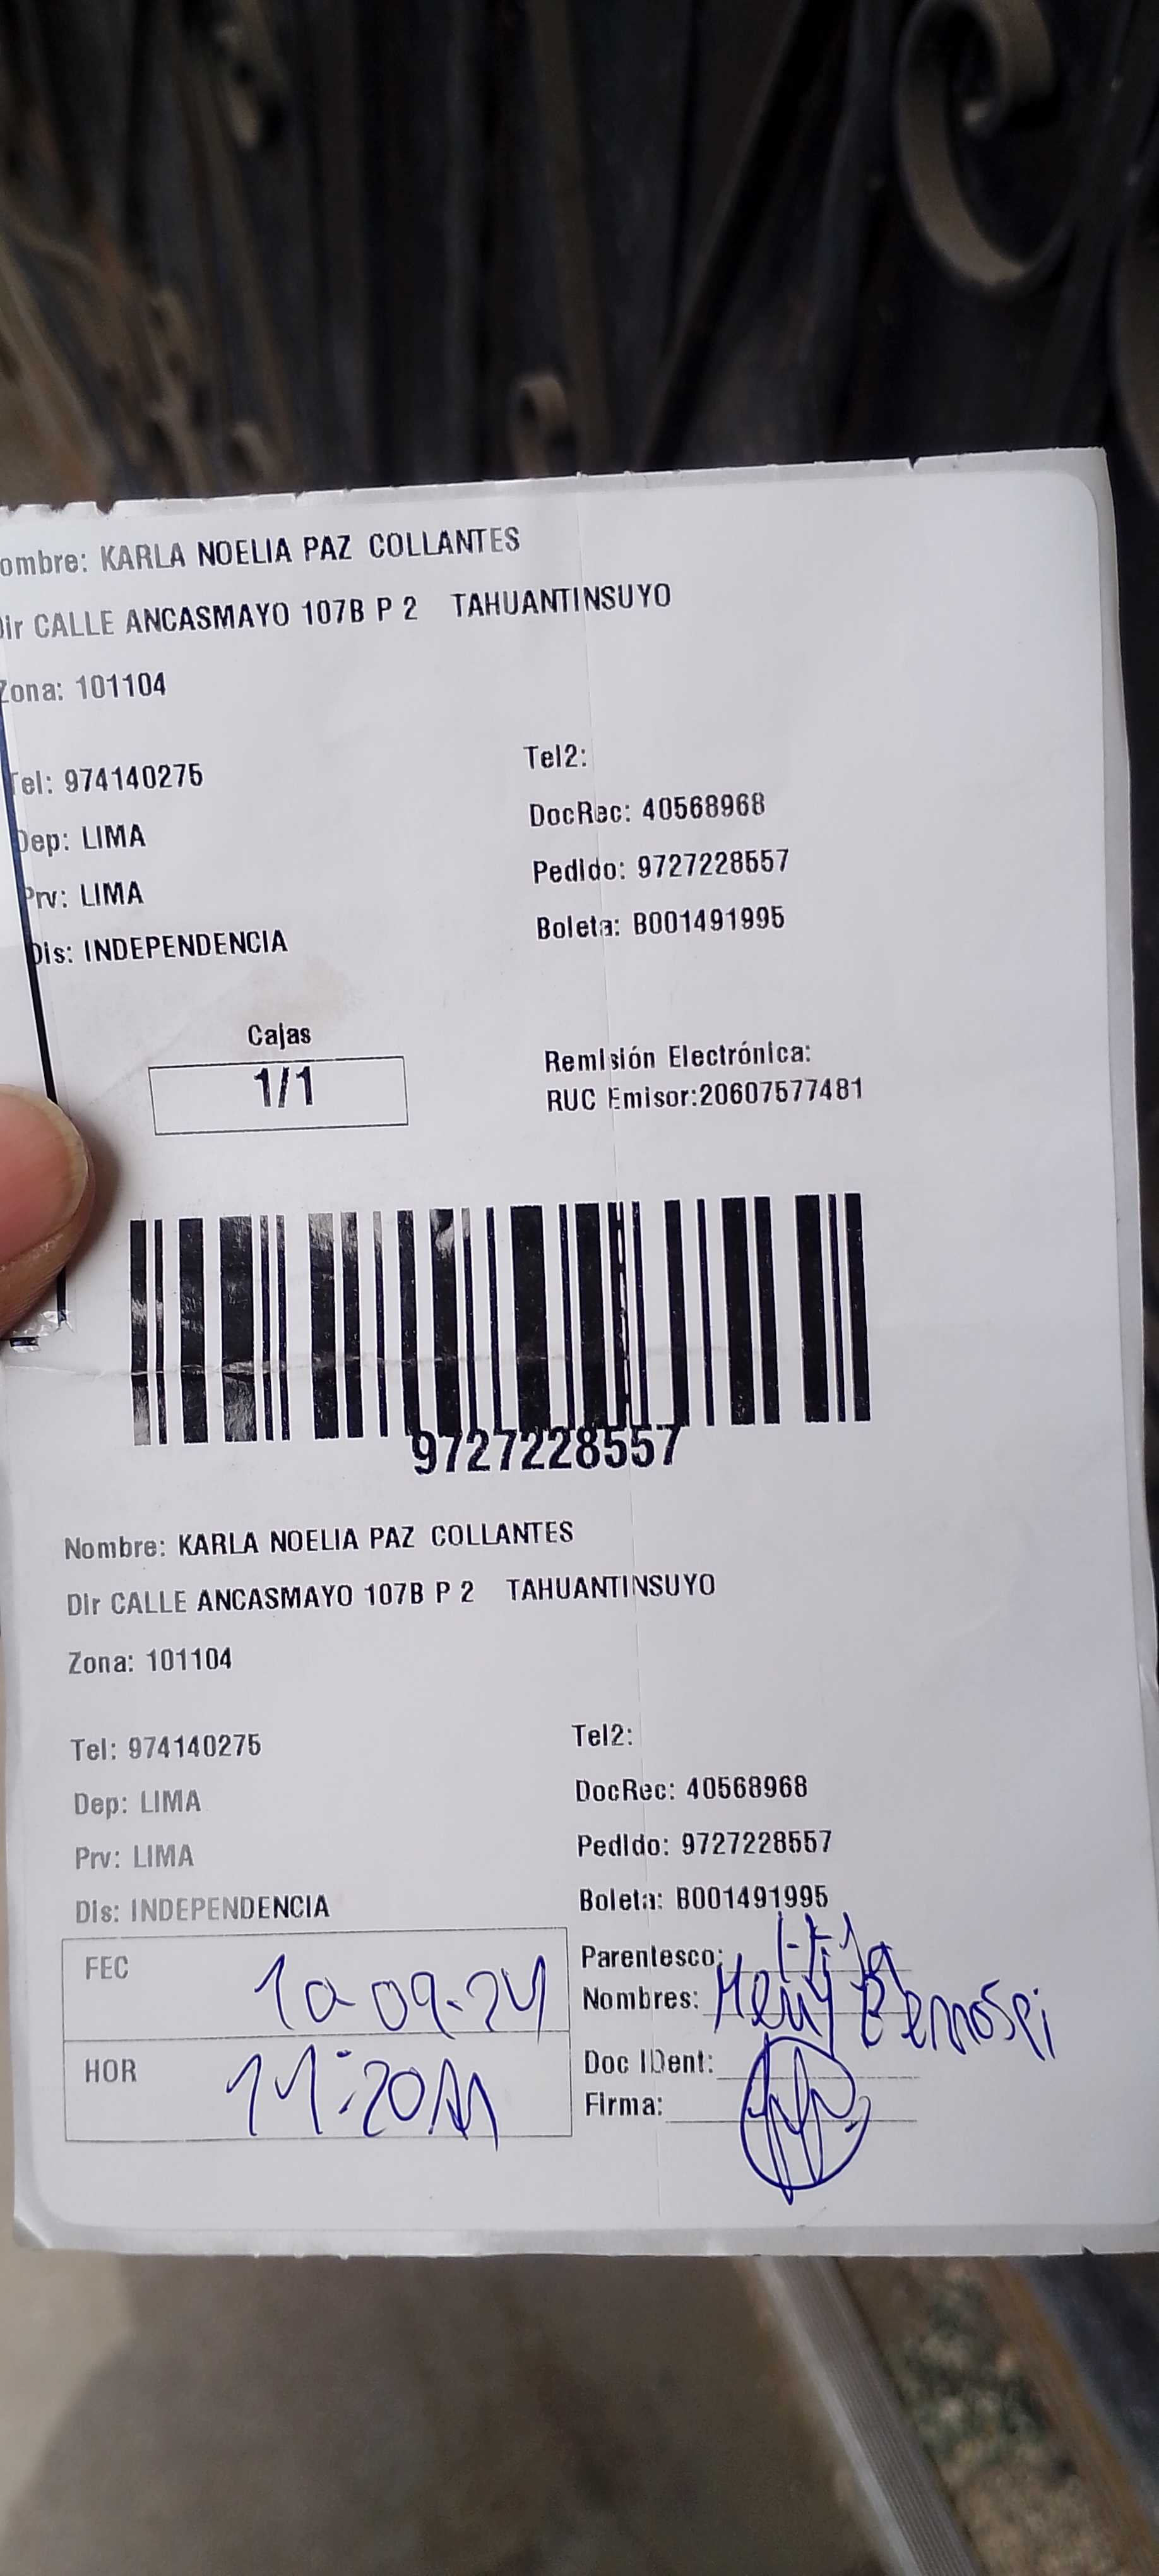 ombre: KARLA NOELIA PAZ COLLANTES
Dir CALLE ANCASMAYO 107B P 2 TAHUANTINSUYO
Zona: 101104
Tel: 974140275
Tel2:
Dep: LIMA
DocRec: 40568968
Prv: LIMA
Pedido: 9727228557
Dis: INDEPENDENCIA
Boleta: B001491995
Cajas
1/1
Remisión Electrónica:
RUC Emisor:20607577481
9727228557
Nombre: KARLA NOELIA PAZ COLLANTES
Dir CALLE ANCASMAYO 107B P 2 TAHUANTINSUYO
Zona: 101104
Tel: 974140275
Tel2:
Dep: LIMA
DocRec: 40568968
Prv: LIMA
Pedido: 9727228557
Dis: INDEPENDENCIA
Boleta: B001491995
FEC 10-09-24
Parentesco:
Nombres:
HOR 11:20
Doc IDent:
Firma: